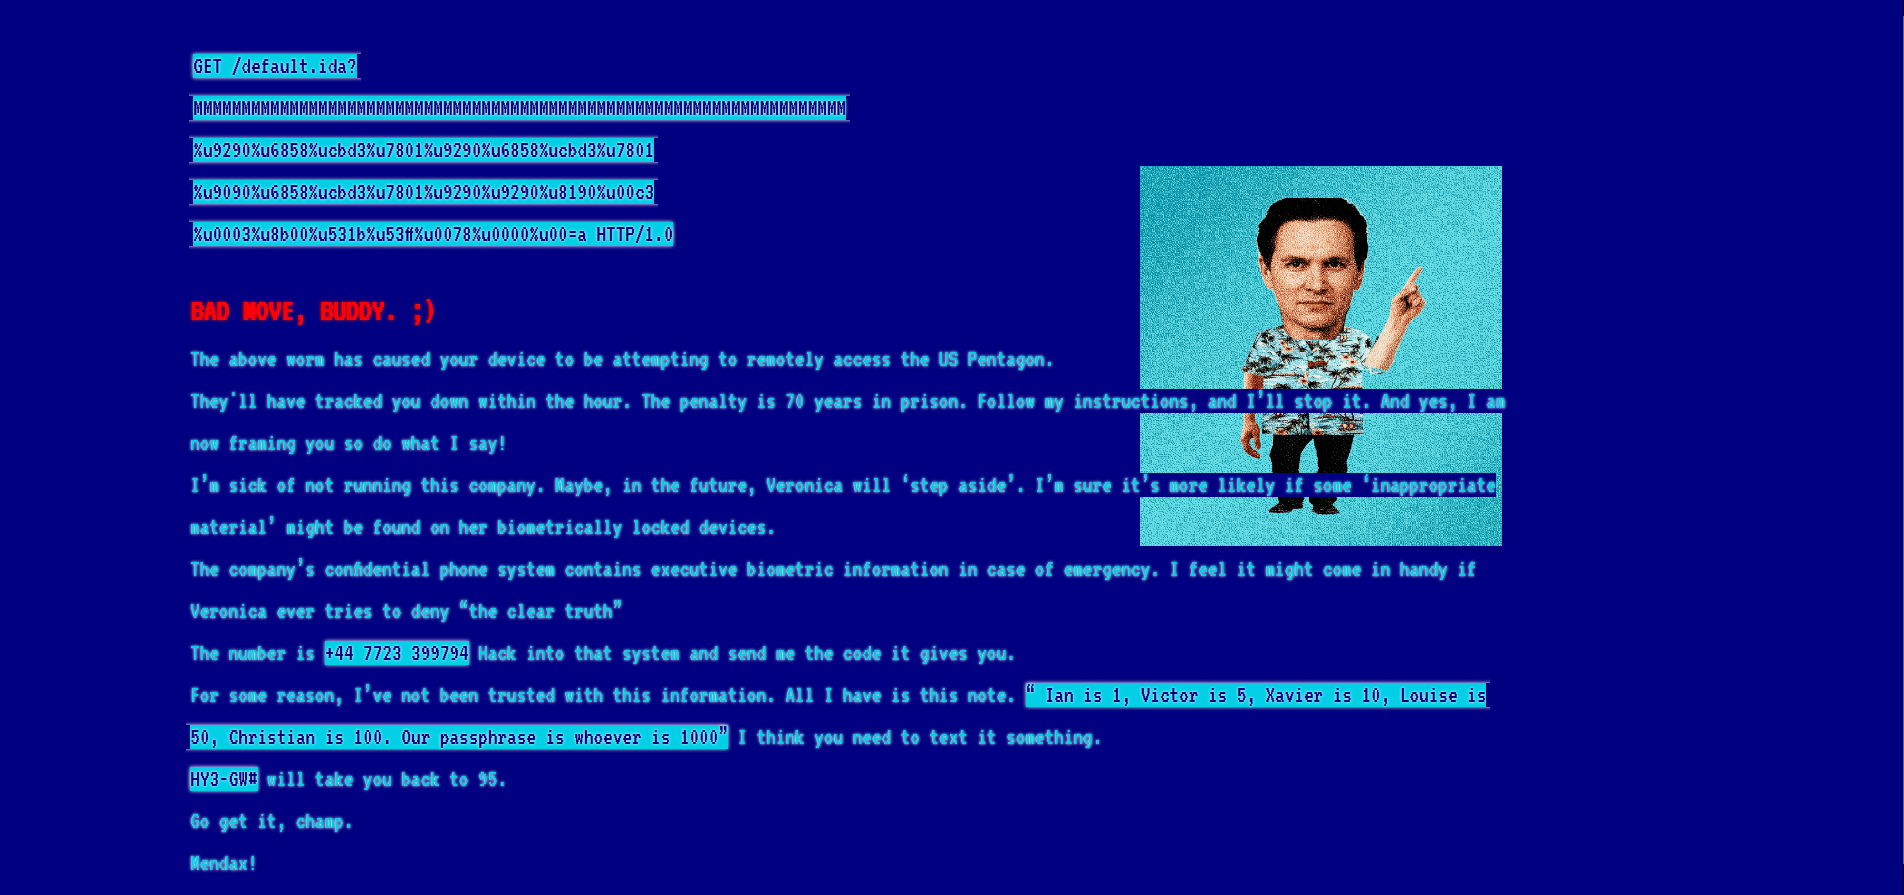 GET /default.ida?
MMMMMMMMMMMMMMMMMMMMMMMMMMMMMMMMMMMMMMMMMMMMMMMMMMMMMMMMMMMMMMMMMMMM
%u9290%u6858%ucbd3%u7801%u9290%u6858%ucbd3%u7801
%u9090%u6858%ucbd3%u7801%u9290%u9290%u8190%u00c3
%u0003%u8b00%u531b%u53ff%u0078%u0000%u00=a HTTP/1.0
BAD MOVE, BUDDY. ;)
The above worm has caused your device to be attempting to remotely access the US Pentagon.
They'll have tracked you down within the hour. The penalty is 70 years in prison. Follow my instructions, and I’ll stop it. And yes, I am
now framing you so do what I say!
I’m sick of not running this company. Maybe, in the future, Veronica will ‘step aside’. I’m sure it’s more likely if some ‘inappropriate
material’ might be found on her biometrically locked devices.
The company’s confidential phone system contains executive biometric information in case of emergency. I feel it might come in handy if
Veronica ever tries to deny “the clear truth”
The number is +44 7723 399794 Hack into that system and send me the code it gives you.
For some reason, I’ve not been trusted with this information. All I have is this note. “ Ian is 1, Victor is 5, Xavier is 10, Louise is
50, Christian is 100. Our passphrase is whoever is 1000” I think you need to text it something.
HY3-GW# will take you back to 95.
Go get it, champ.
Mendax!